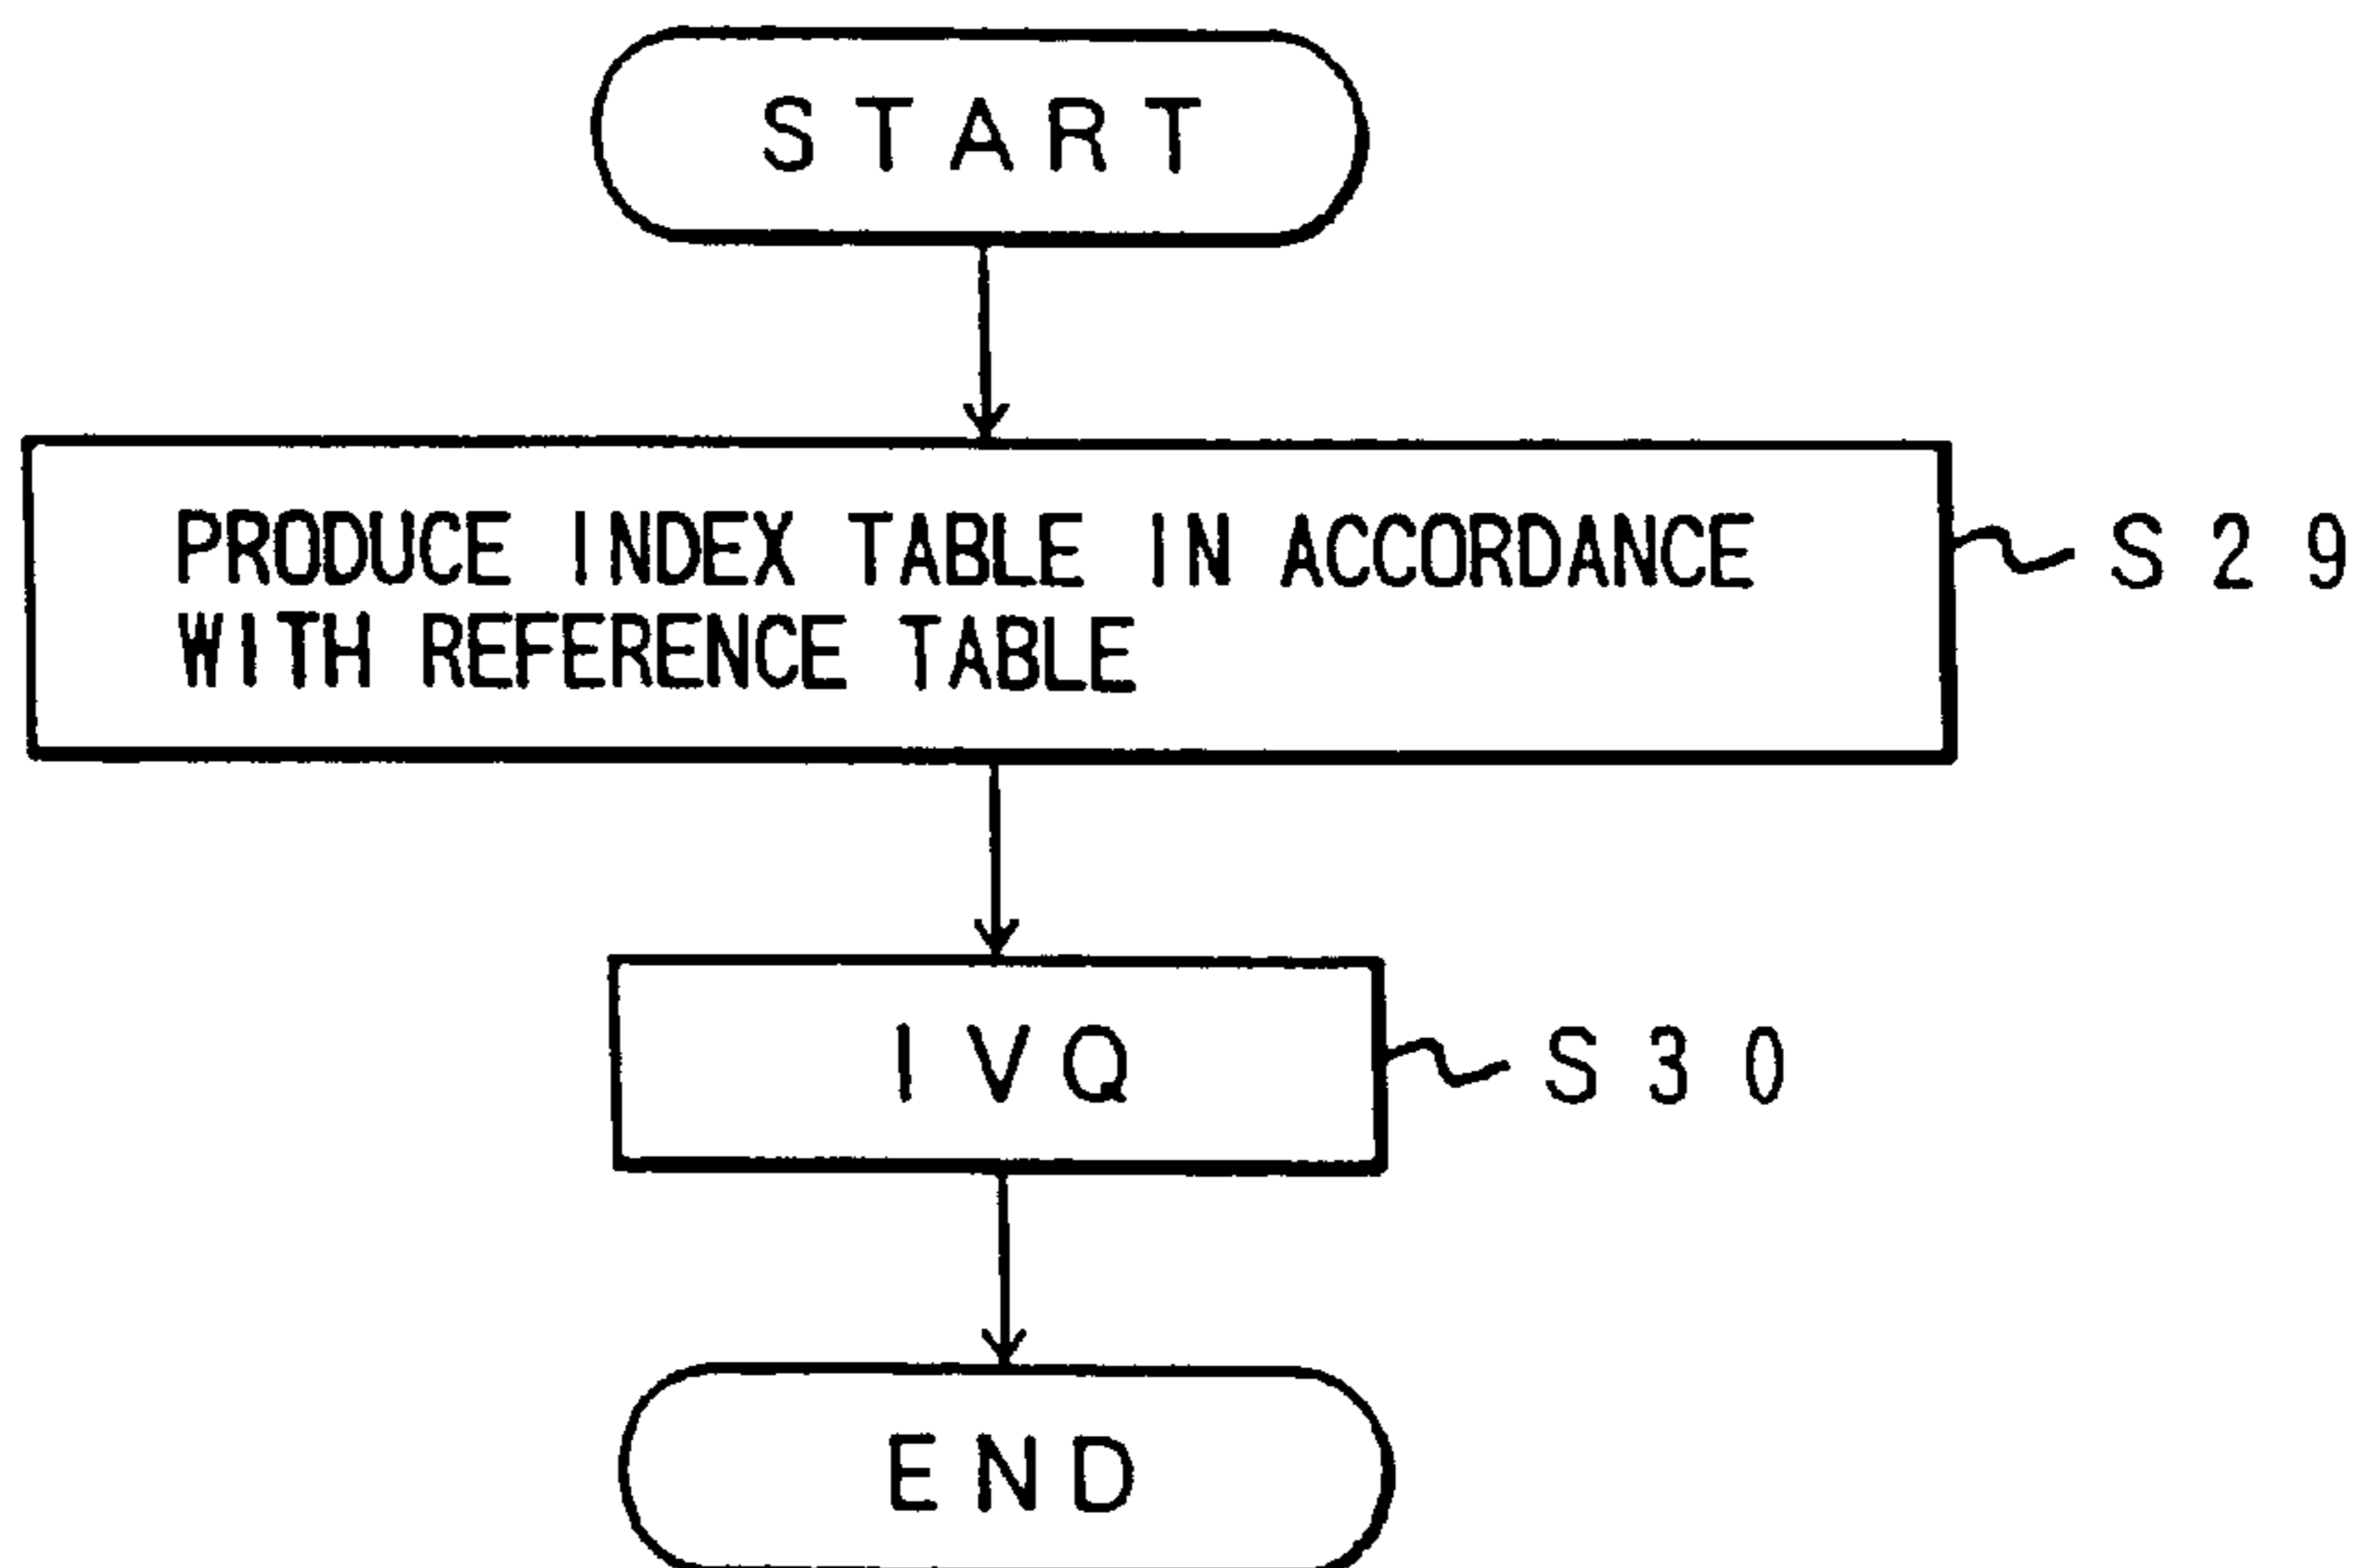 START
PRODUCE INDEX TABLE IN ACCORDANCE
WITH REFERENCE TABLE
S29
IVQ
S30
END